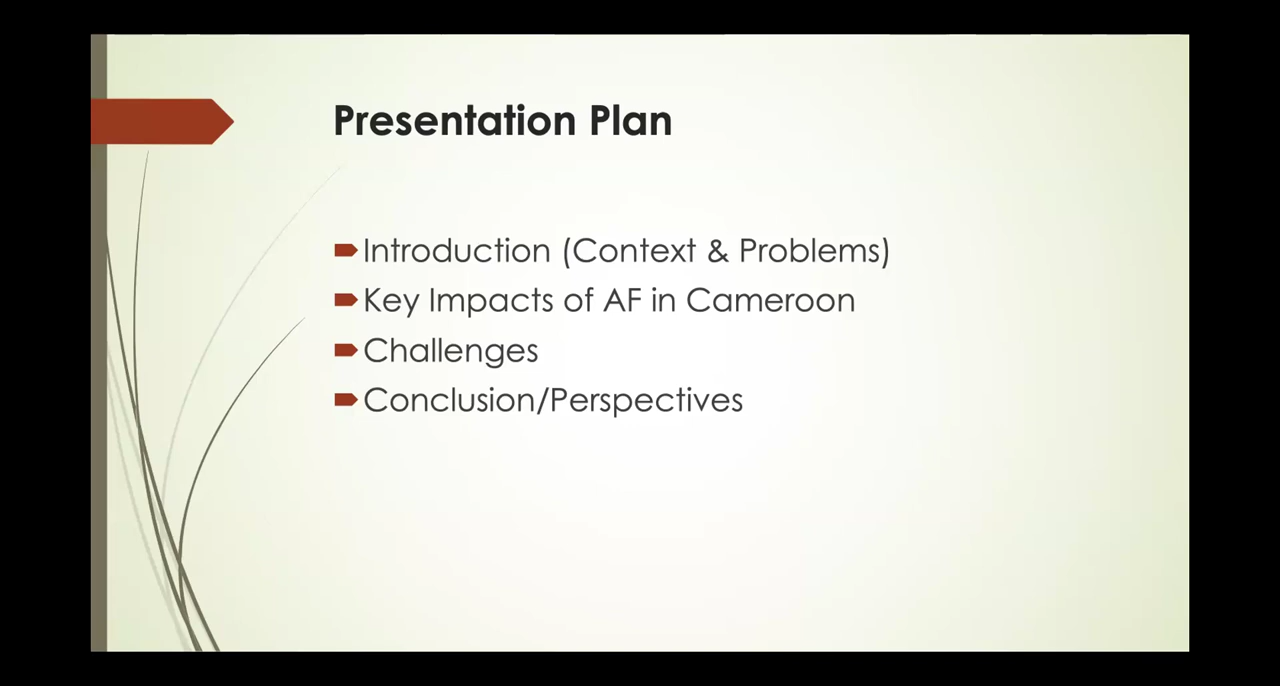 Presentation Plan
Introduction (Context & Problems)
Key Impacts of AF in Cameroon
Challenges
Conclusion/Perspectives